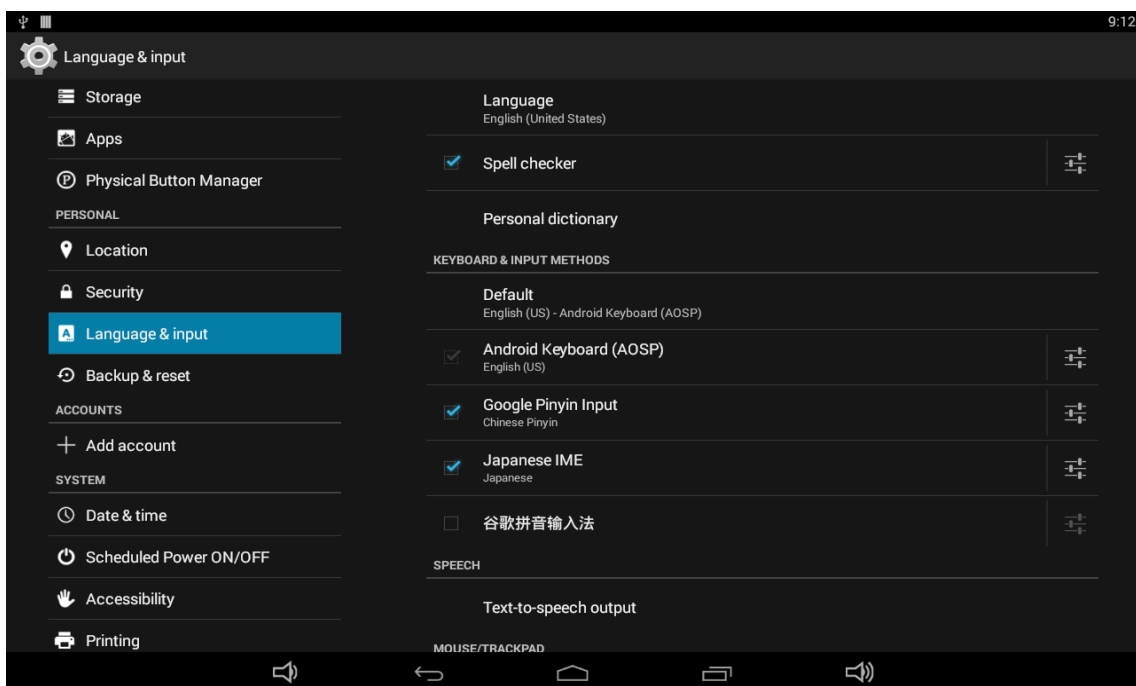 9:12
Language & input
Storage
Apps
Physical Button Manager
PERSONAL
Location
Security
Language & input
Backup & reset
ACCOUNTS
Add account
SYSTEM
Date & time
Scheduled Power ON/OFF
Accessibility
Printing
Language
English (United States)
Spell checker
Personal dictionary
KEYBOARD & INPUT METHODS
Default
English (US) - Android Keyboard (AOSP)
Android Keyboard (AOSP)
English (US)
Google Pinyin Input
Chinese Pinyin
Japanese IME
Japanese
谷歌拼音输入法
SPEECH
Text-to-speech output
MOUSE/TRACKPAD